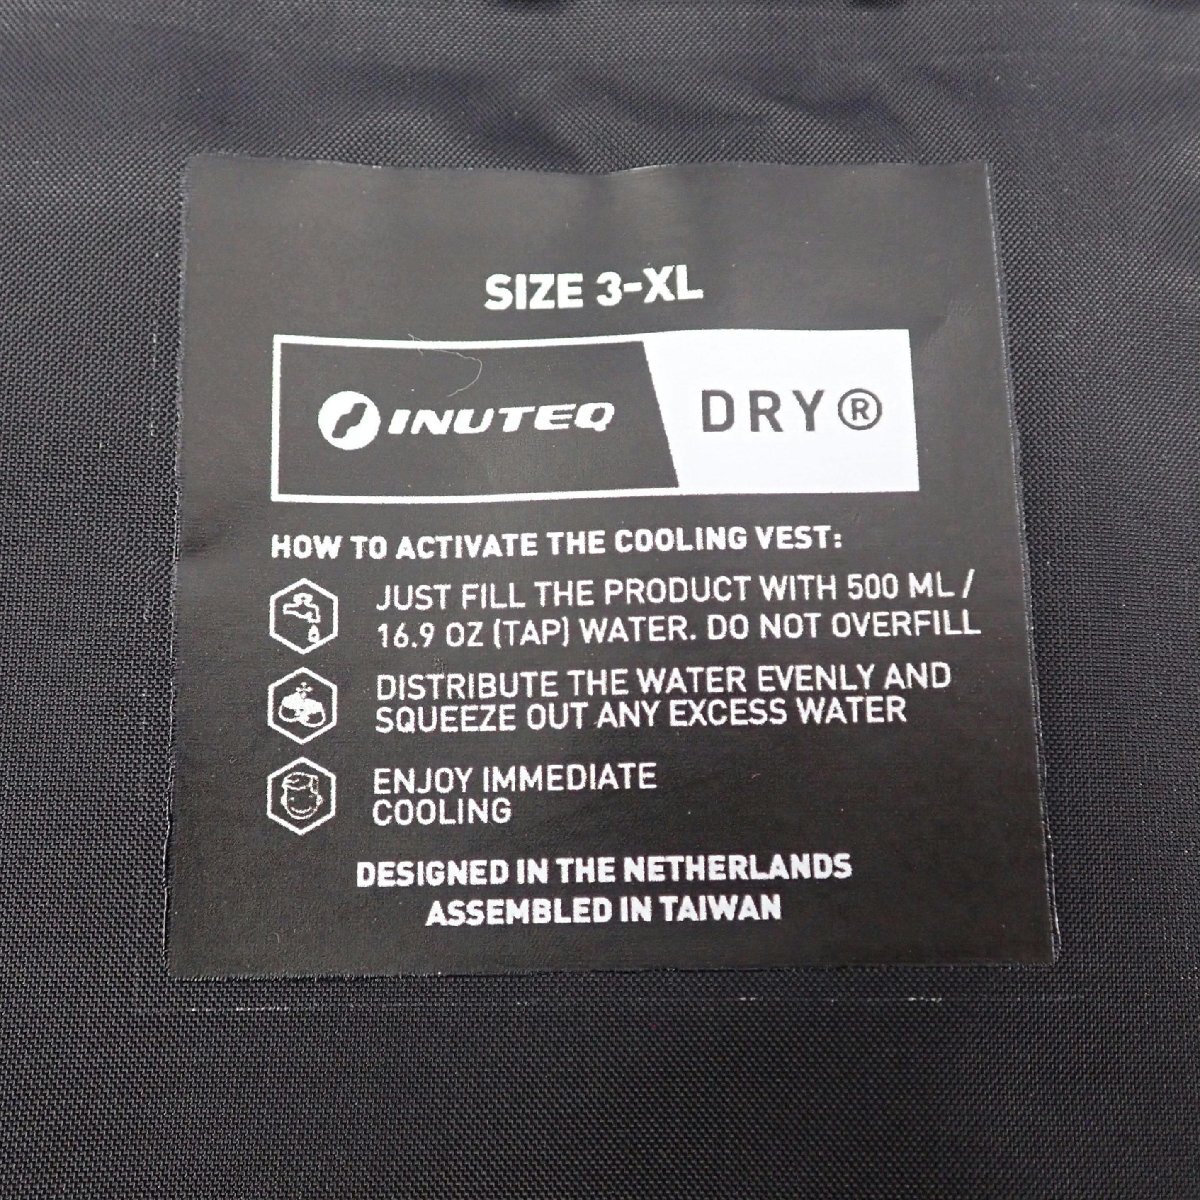 SIZE 3-XL
INUTEQ DRY®
HOW TO ACTIVATE THE COOLING VEST:
JUST FILL THE PRODUCT WITH 500 ML /
16.9 OZ (TAP) WATER. DO NOT OVERFILL
DISTRIBUTE THE WATER EVENLY AND
SQUEEZE OUT ANY EXCESS WATER
ENJOY IMMEDIATE
COOLING
DESIGNED IN THE NETHERLANDS
ASSEMBLED IN TAIWAN